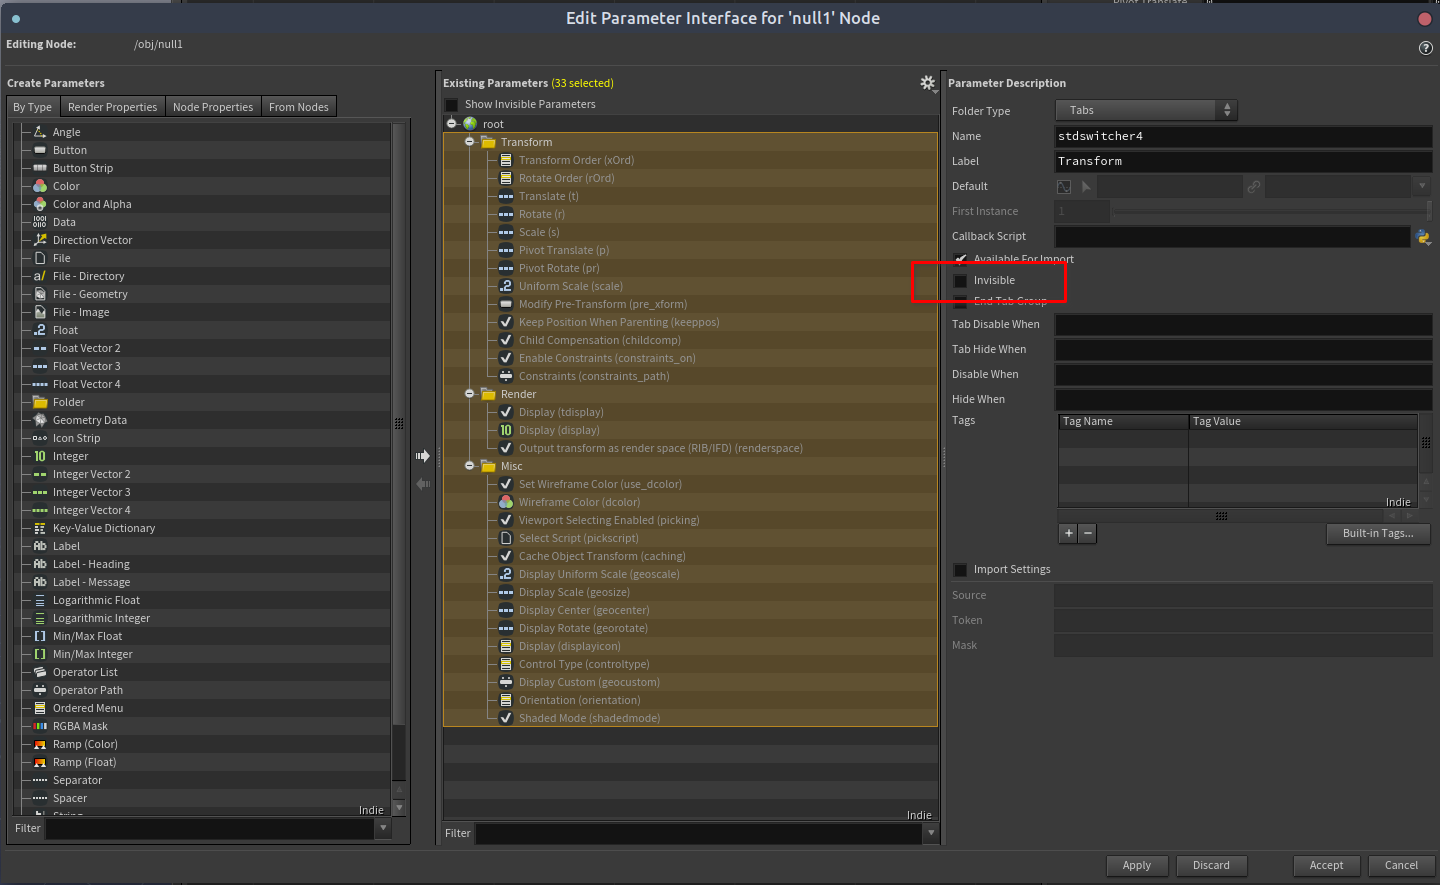 Edit Parameter Interface for 'null1' Node
Editing Node: /obj/null1
Create Parameters
By Type Render Properties Node Properties From Nodes
Angle
Button
Button Strip
Color
Color and Alpha
Data
Direction Vector
File
File - Directory
File - Geometry
File - Image
Float
Float Vector 2
Float Vector 3
Float Vector 4
Folder
Geometry Data
Icon Strip
Integer
Integer Vector 2
Integer Vector 3
Integer Vector 4
Key-Value Dictionary
Label
Label - Heading
Label - Message
Logarithmic Float
Logarithmic Integer
Min/Max Float
Min/Max Integer
Operator List
Operator Path
Ordered Menu
RGBA Mask
Ramp (Color)
Ramp (Float)
Separator
Spacer
Indie
Filter
Existing Parameters (33 selected)
Show Invisible Parameters
root
Transform
Transform Order (xOrd)
Rotate Order (rOrd)
Translate (t)
Rotate (r)
Scale (s)
Pivot Translate (p)
Pivot Rotate (pr)
Uniform Scale (scale)
Modify Pre-Transform (pre_xform)
Keep Position When Parenting (keeppos)
Child Compensation (childcomp)
Enable Constraints (constraints_on)
Constraints (constraints_path)
Render
Display (tdisplay)
Display (display)
Output transform as render space (RIB/IFD) (renderspace)
Misc
Set Wireframe Color (use_dcolor)
Wireframe Color (dcolor)
Viewport Selecting Enabled (picking)
Select Script (pickscript)
Cache Object Transform (caching)
Display Uniform Scale (geoscale)
Display Scale (geosize)
Display Center (geocenter)
Display Rotate (georotate)
Display (displayicon)
Control Type (controltype)
Display Custom (geocustom)
Orientation (orientation)
Shaded Mode (shadedmode)
Indie
Filter
Parameter Description
Folder Type Tabs
Name stdswitcher4
Label Transform
Default
First Instance 1
Callback Script
Available For Import
Invisible
End Tab Group
Tab Disable When
Tab Hide When
Disable When
Hide When
Tags Tag Name Tag Value
Indie
+ − Built-in Tags...
Import Settings
Source
Token
Mask
Apply Discard Accept Cancel